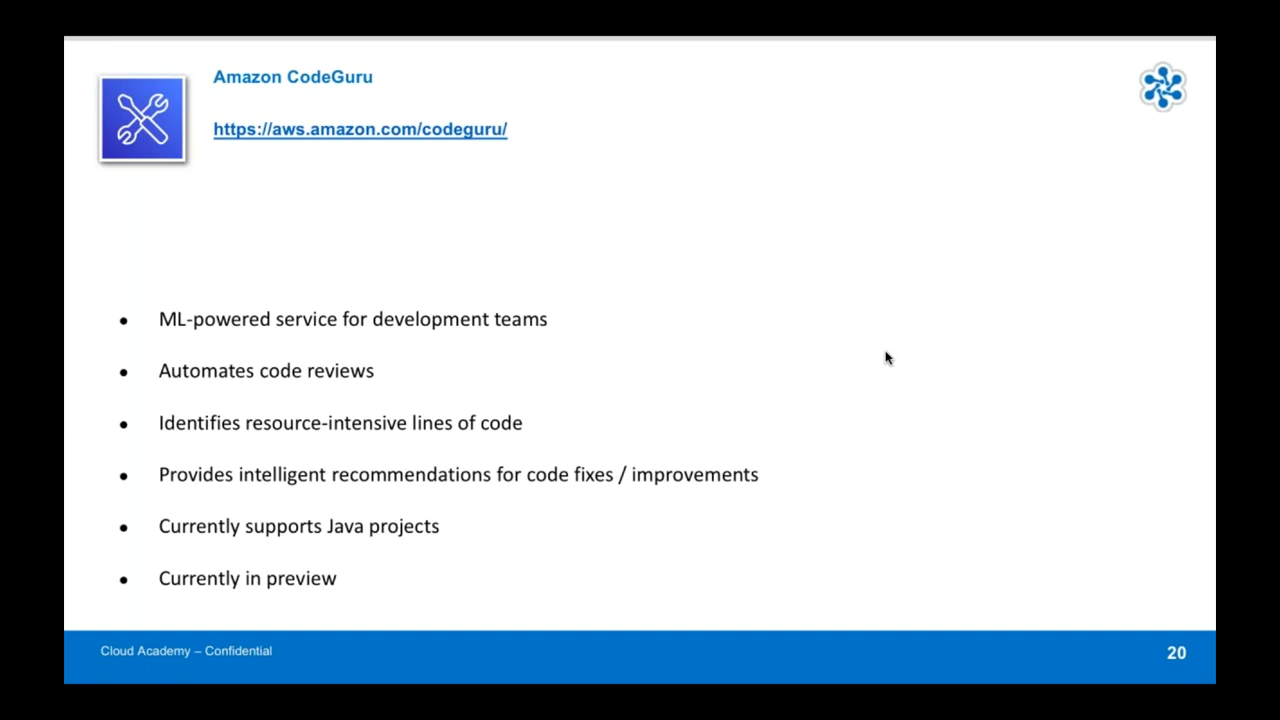 Amazon CodeGuru
https://aws.amazon.com/codeguru/
● ML-powered service for development teams
● Automates code reviews
● Identifies resource-intensive lines of code
● Provides intelligent recommendations for code fixes / improvements
● Currently supports Java projects
● Currently in preview
Cloud Academy – Confidential
20